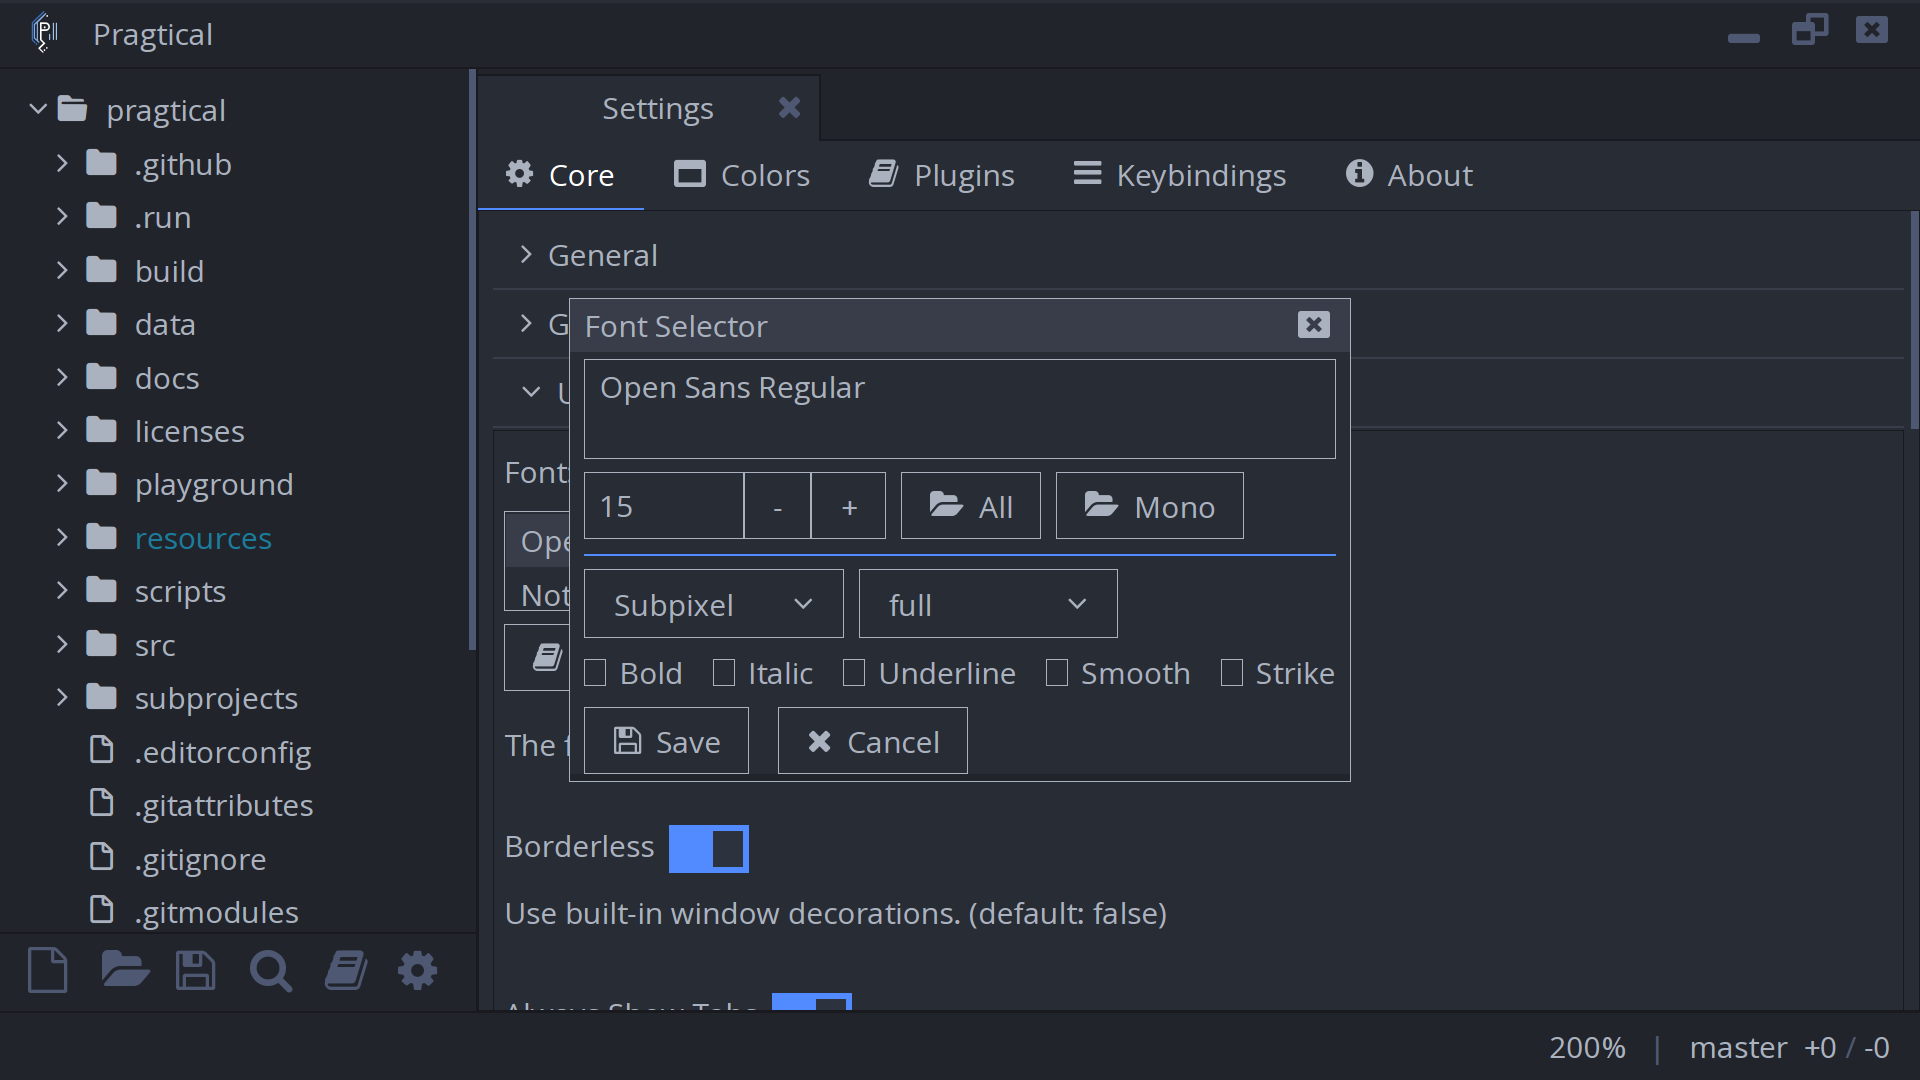 Pragtical
pragtical
.github
.run
build
data
docs
licenses
playground
resources
scripts
src
subprojects
.editorconfig
.gitattributes
.gitignore
.gitmodules
Settings
Core
Colors
Plugins
Keybindings
About
General
G
U
Font
Ope
Not
The f
Font Selector
Open Sans Regular
15
-
+
All
Mono
Subpixel
full
Bold
Italic
Underline
Smooth
Strike
Save
Cancel
Borderless
Use built-in window decorations. (default: false)
Always Show Tabs
200% | master +0 / -0